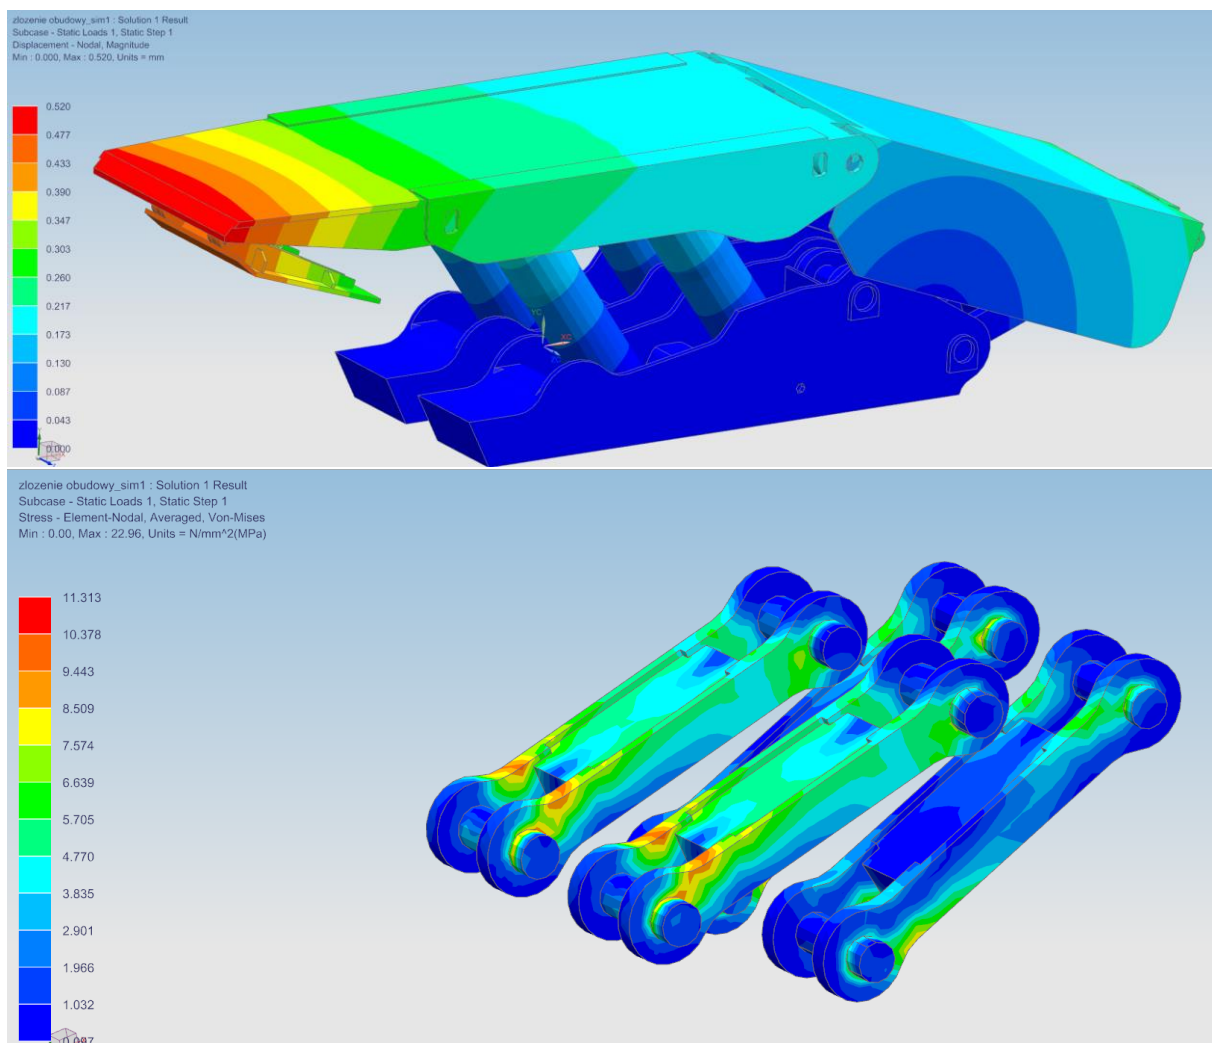 zlozenie obudowy_sim1 : Solution 1 Result
Subcase - Static Loads 1, Static Step 1
Displacement - Nodal, Magnitude
Min : 0.000, Max : 0.520, Units = mm
0.520
0.477
0.433
0.390
0.347
0.303
0.260
0.217
0.173
0.130
0.087
0.043
0.000
YC
XC
zlozenie obudowy_sim1 : Solution 1 Result
Subcase - Static Loads 1, Static Step 1
Stress - Element-Nodal, Averaged, Von-Mises
Min : 0.00, Max : 22.96, Units = N/mm^2(MPa)
11.313
10.378
9.443
8.509
7.574
6.639
5.705
4.770
3.835
2.901
1.966
1.032
0.097